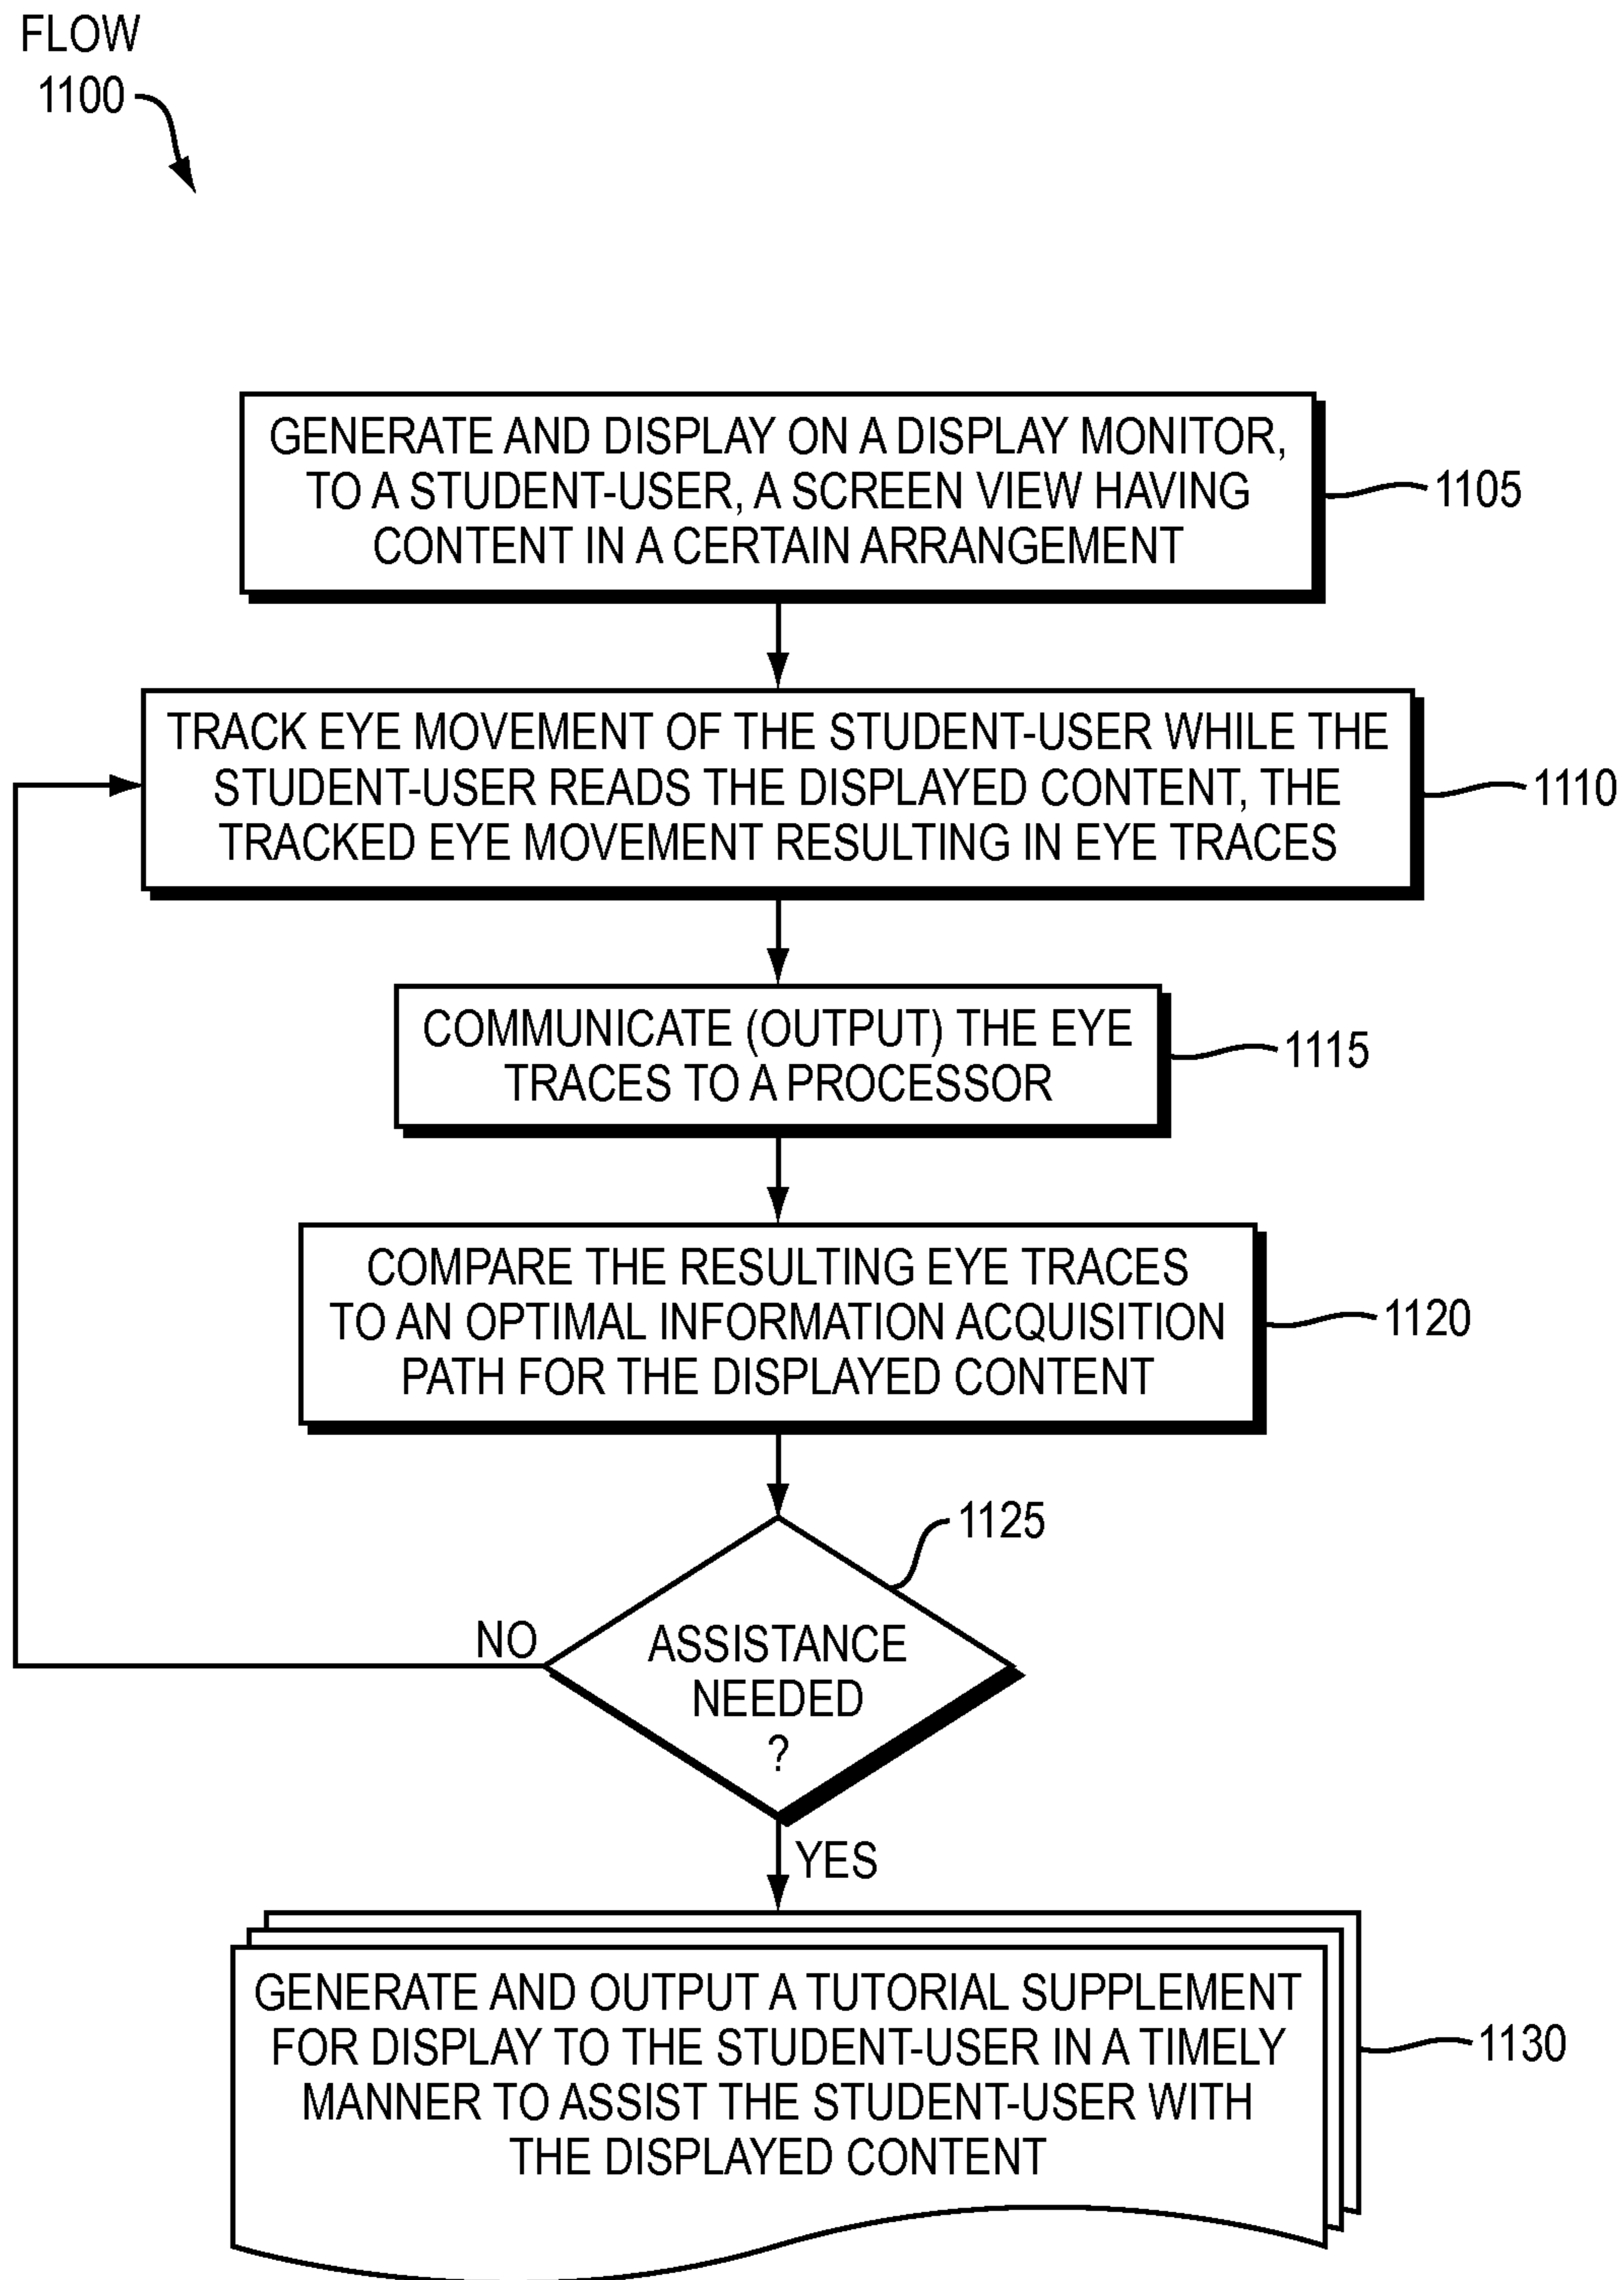 FLOW
1100
GENERATE AND DISPLAY ON A DISPLAY MONITOR,
TO A STUDENT-USER, A SCREEN VIEW HAVING
CONTENT IN A CERTAIN ARRANGEMENT
1105
TRACK EYE MOVEMENT OF THE STUDENT-USER WHILE THE
STUDENT-USER READS THE DISPLAYED CONTENT, THE
TRACKED EYE MOVEMENT RESULTING IN EYE TRACES
1110
COMMUNICATE (OUTPUT) THE EYE
TRACES TO A PROCESSOR
1115
COMPARE THE RESULTING EYE TRACES
TO AN OPTIMAL INFORMATION ACQUISITION
PATH FOR THE DISPLAYED CONTENT
1120
1125
NO
ASSISTANCE
NEEDED
?
YES
GENERATE AND OUTPUT A TUTORIAL SUPPLEMENT
FOR DISPLAY TO THE STUDENT-USER IN A TIMELY
MANNER TO ASSIST THE STUDENT-USER WITH
THE DISPLAYED CONTENT
1130